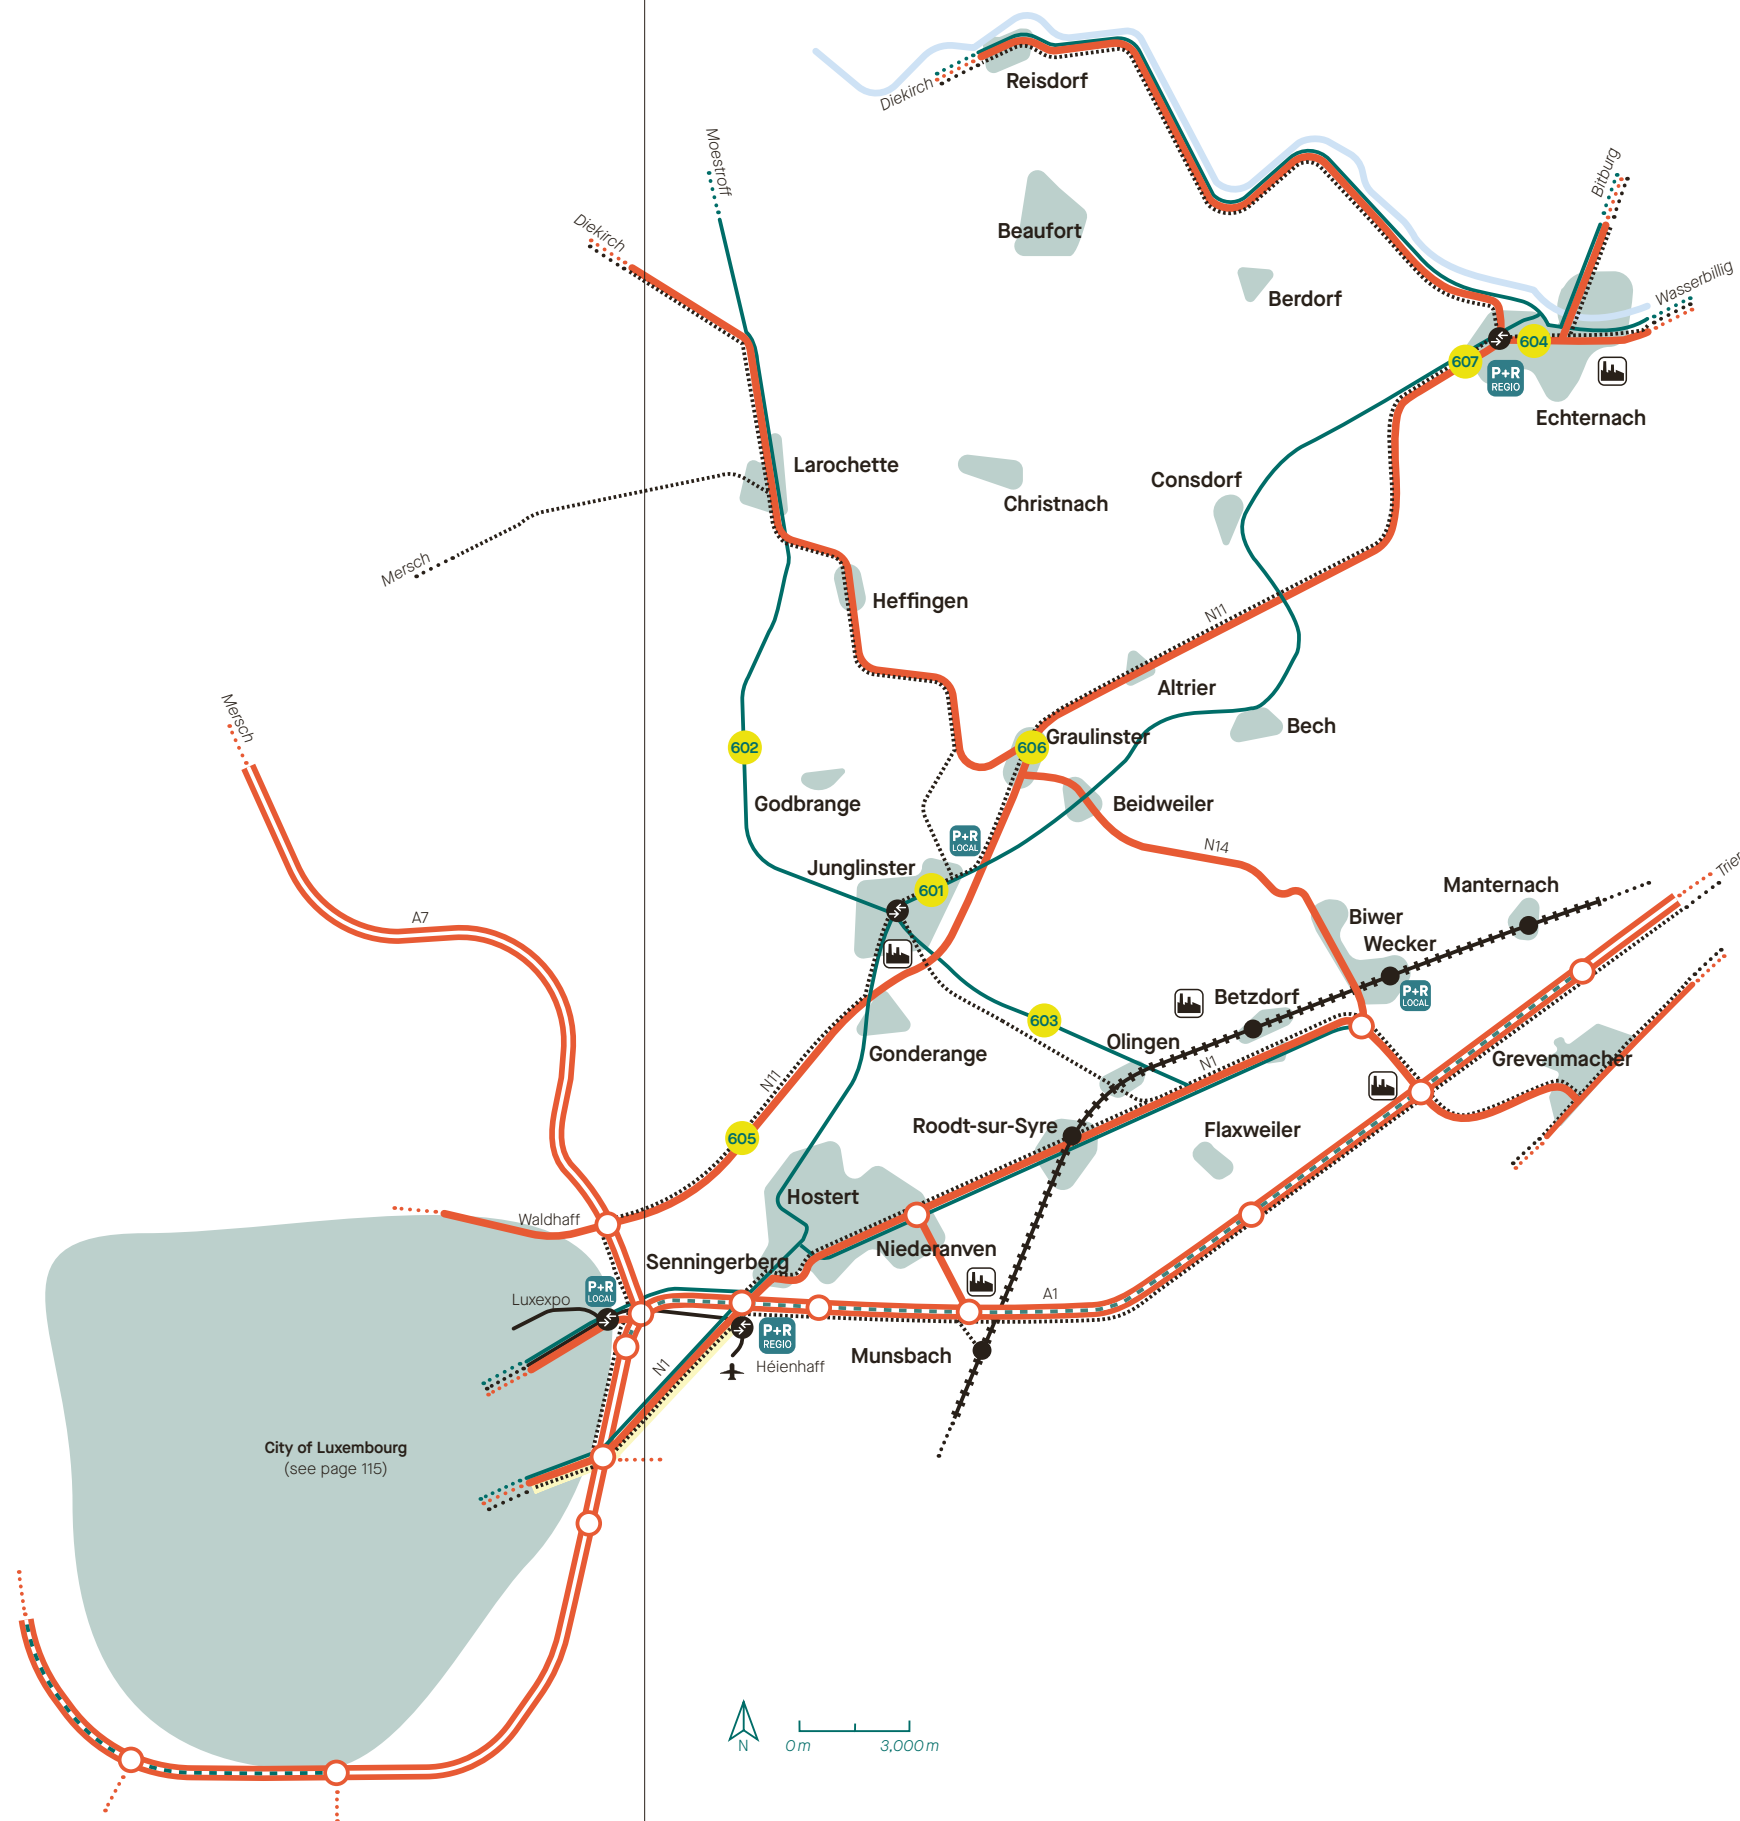 Reisdorf
Diekirch
Moestroff
Bitburg
Diekirch
Beaufort
Berdorf
Wasserbillig
604
607
P+R
REGIO
Echternach
Larochette
Christnach
Consdorf
Mersch
Heffingen
N11
Altrier
Mersch
Bech
Graulinster
606
602
Godbrange
Beidweiler
P+R
LOCAL
N14
Junglinster
601
Trier
Manternach
A7
Biwer
Wecker
P+R
LOCAL
Betzdorf
603
Olingen
Gonderange
N1
Grevenmacher
N11
605
Roodt-sur-Syre
Flaxweiler
Hostert
Waldhaff
Niederanven
Senningerberg
P+R
LOCAL
Luxexpo
A1
P+R
REGIO
Munsbach
Héienhaff
N1
City of Luxembourg
(see page 115)
N
0 m
3,000 m